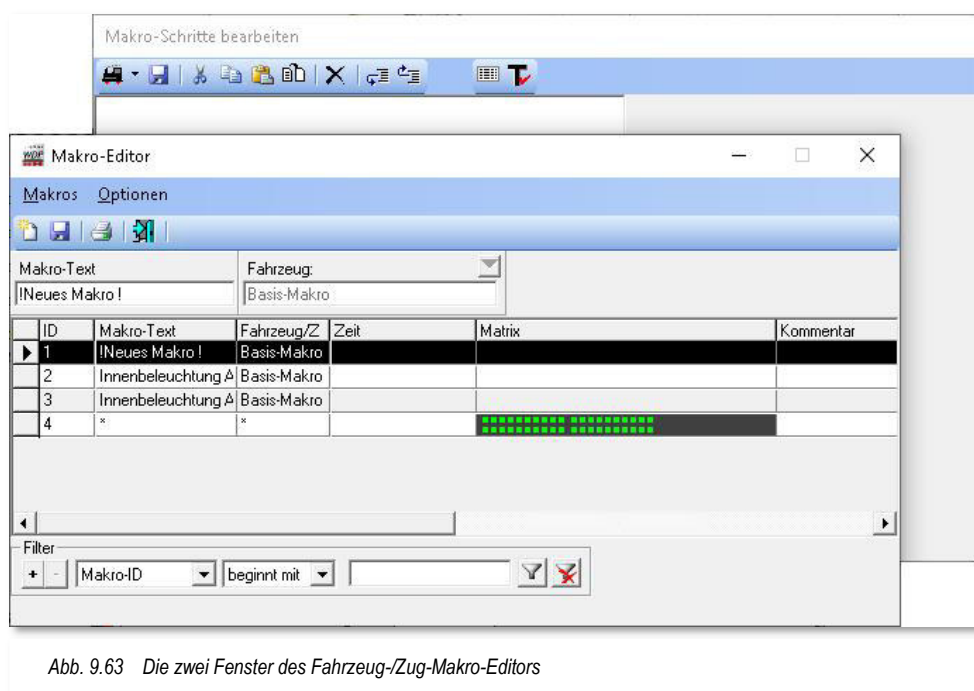 Makro-Schritte bearbeiten
Makro-Editor
Makros Optionen
Makro-Text Fahrzeug:
!Neues Makro ! Basis-Makro
ID Makro-Text Fahrzeug/Z Zeit Matrix Kommentar
1 !Neues Makro ! Basis-Makro
2 Innenbeleuchtung A Basis-Makro
3 Innenbeleuchtung A Basis-Makro
4 * *
Filter
+ - Makro-ID beginnt mit
Abb. 9.63 Die zwei Fenster des Fahrzeug-/Zug-Makro-Editors